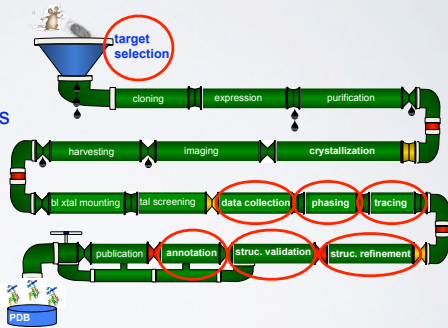 target
selection
cloning expression purification
s
harvesting imaging crystallization
bl xtal mounting tal screening data collection phasing tracing
publication annotation struc. validation struc. refinement
PDB